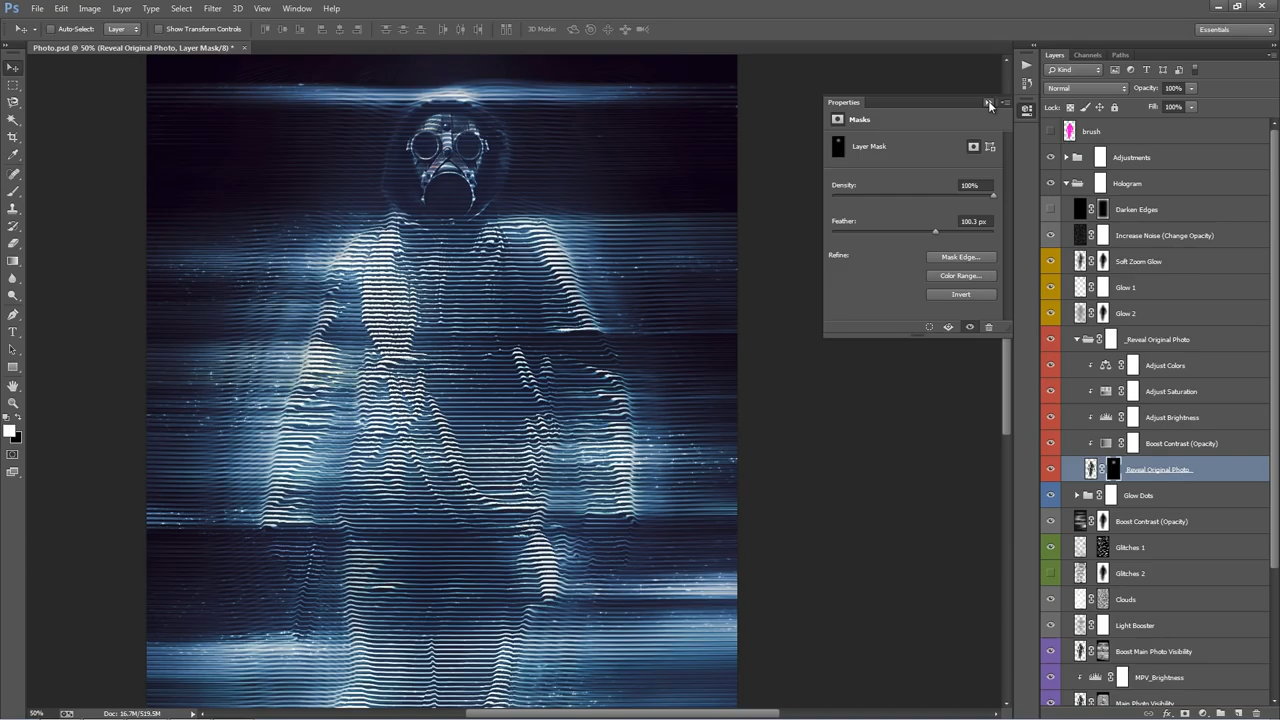 Ps File Edit Image Layer Type Select Filter 3D View Window Help
Auto-Select: Layer Show Transform Controls 3D Mode: Essentials
Photo.psd @ 50% (Reveal Original Photo, Layer Mask/8) *
Properties
Masks
Layer Mask
Density: 100%
Feather: 100.3 px
Refine: Mask Edge...
Color Range...
Invert
Layers Channels Paths
Kind
Normal Opacity: 100%
Lock: Fill: 100%
brush
Adjustments
Hologram
Darken Edges
Increase Noise (Change Opacity)
Soft Zoom Glow
Glow 1
Glow 2
_Reveal Original Photo
Adjust Colors
Adjust Saturation
Adjust Brightness
Boost Contrast (Opacity)
Reveal Original Photo
Glow Dots
Boost Contrast (Opacity)
Glitches 1
Glitches 2
Clouds
Light Booster
Boost Main Photo Visibility
MPV_Brightness
Main Photo Visibility
50% Doc: 16.7M/519.5M
fx